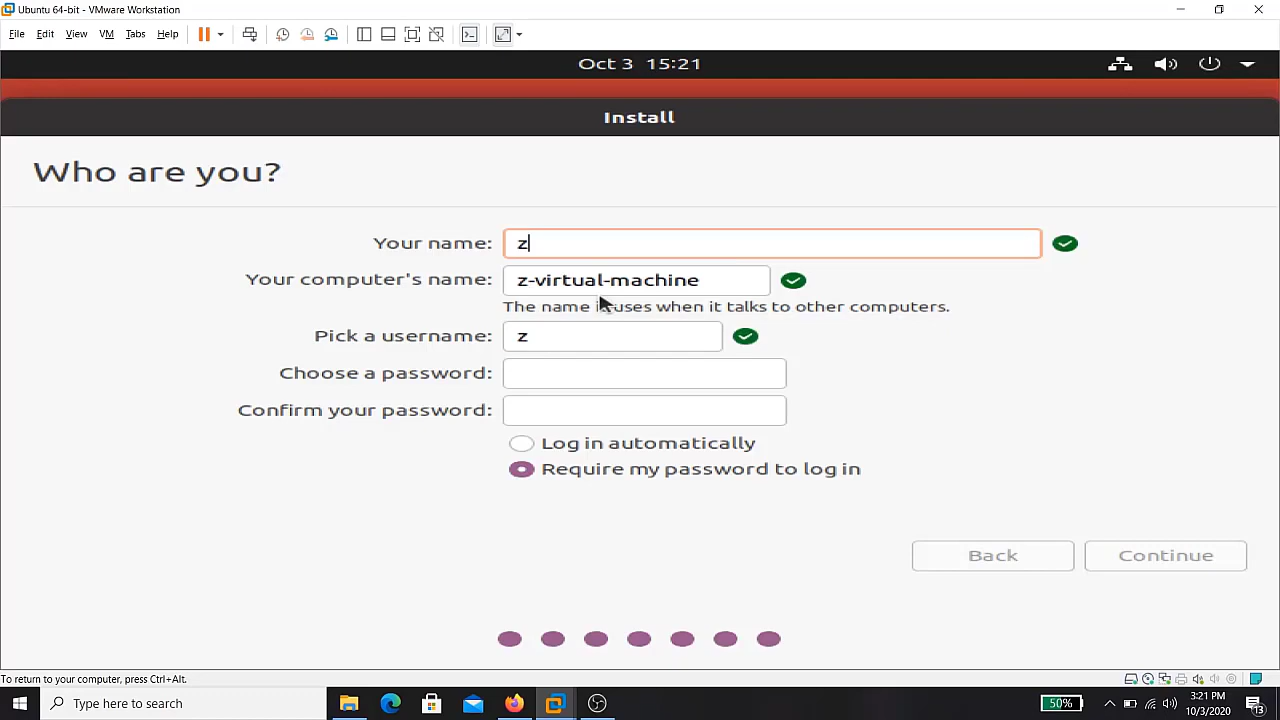 Ubuntu 64-bit - VMware Workstation
File Edit View VM Tabs Help
Oct 3 15:21
Install
Who are you?
Your name: z
Your computer's name: z-virtual-machine
The name it uses when it talks to other computers.
Pick a username: z
Choose a password:
Confirm your password:
Log in automatically
Require my password to log in
Back Continue
To return to your computer, press Ctrl+Alt.
Type here to search
50%
3:21 PM
10/3/2020
13